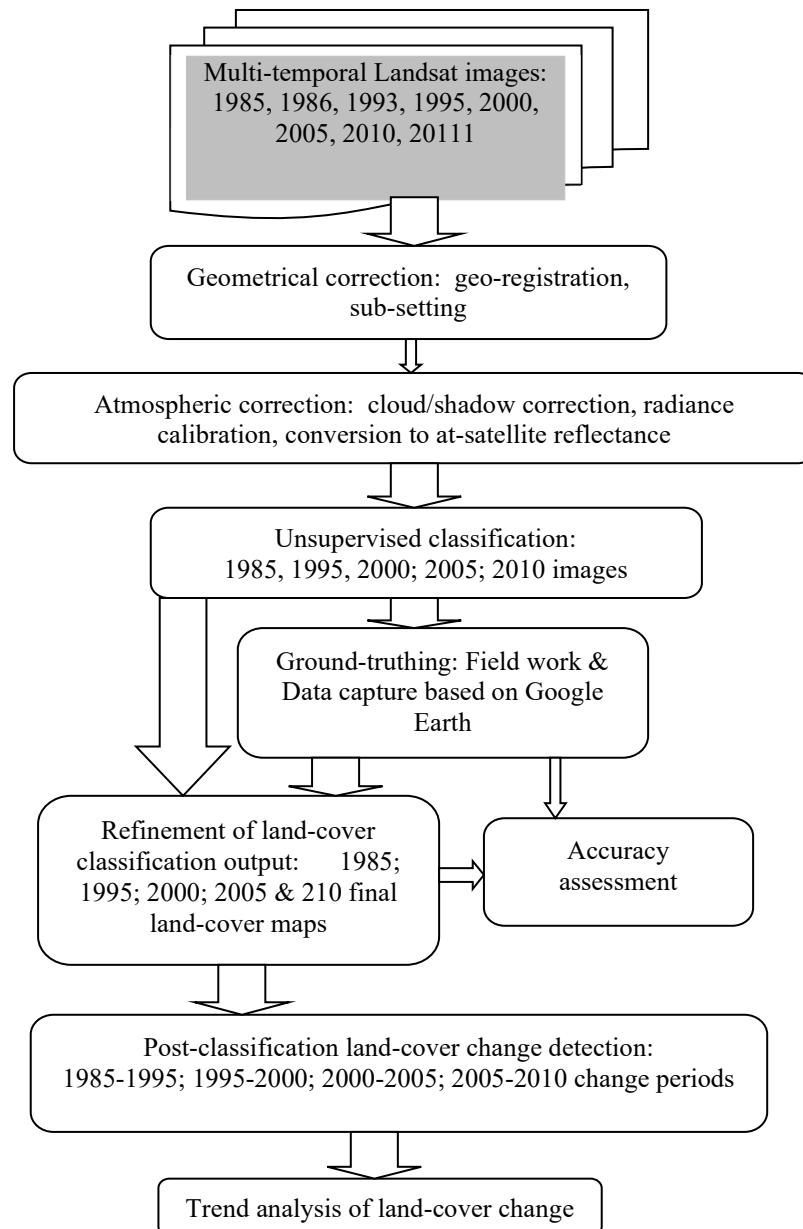 Multi-temporal Landsat images:
1985, 1986, 1993, 1995, 2000,
2005, 2010, 20111
Geometrical correction:  geo-registration,
sub-setting
Atmospheric correction:  cloud/shadow correction, radiance
calibration, conversion to at-satellite reflectance
Unsupervised classification:
1985, 1995, 2000; 2005; 2010 images
Ground-truthing: Field work &
Data capture based on Google
Earth
Refinement of land-cover
classification output:     1985;
1995; 2000; 2005 & 210 final
land-cover maps
Accuracy
assessment
Post-classification land-cover change detection:
1985-1995; 1995-2000; 2000-2005; 2005-2010 change periods
Trend analysis of land-cover change